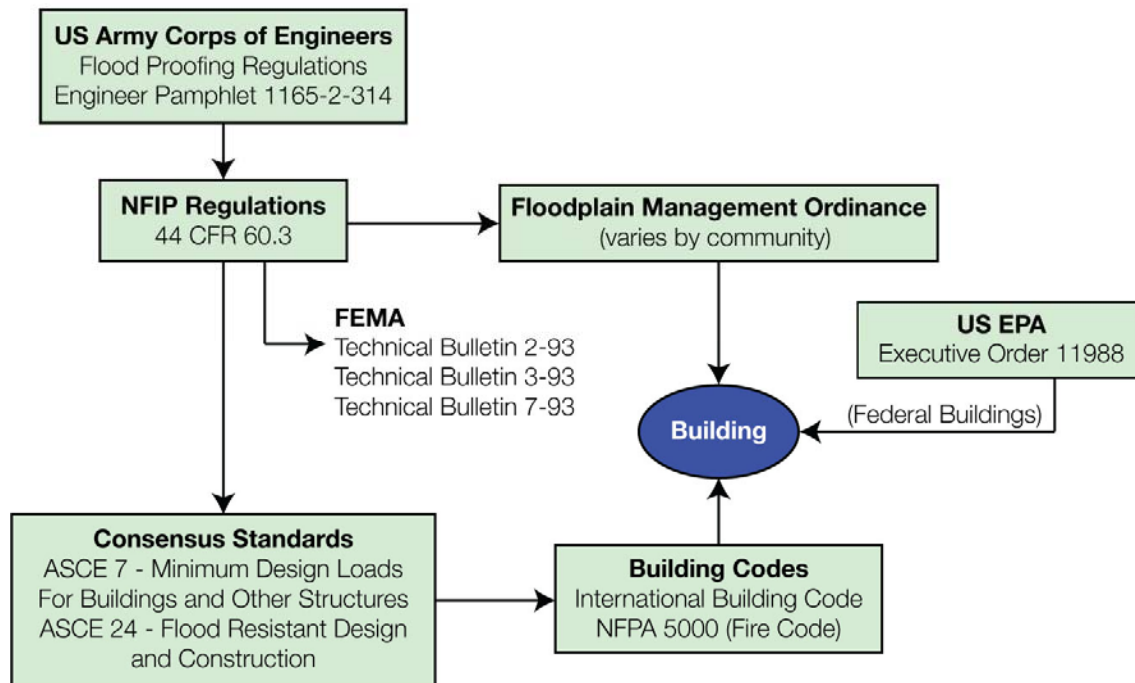 US Army Corps of Engineers
Flood Proofing Regulations
Engineer Pamphlet 1165-2-314
NFIP Regulations
44 CFR 60.3
Floodplain Management Ordinance
(varies by community)
FEMA
Technical Bulletin 2-93
Technical Bulletin 3-93
Technical Bulletin 7-93
US EPA
Executive Order 11988
(Federal Buildings)
Building
Consensus Standards
ASCE 7 - Minimum Design Loads
For Buildings and Other Structures
ASCE 24 - Flood Resistant Design
and Construction
Building Codes
International Building Code
NFPA 5000 (Fire Code)